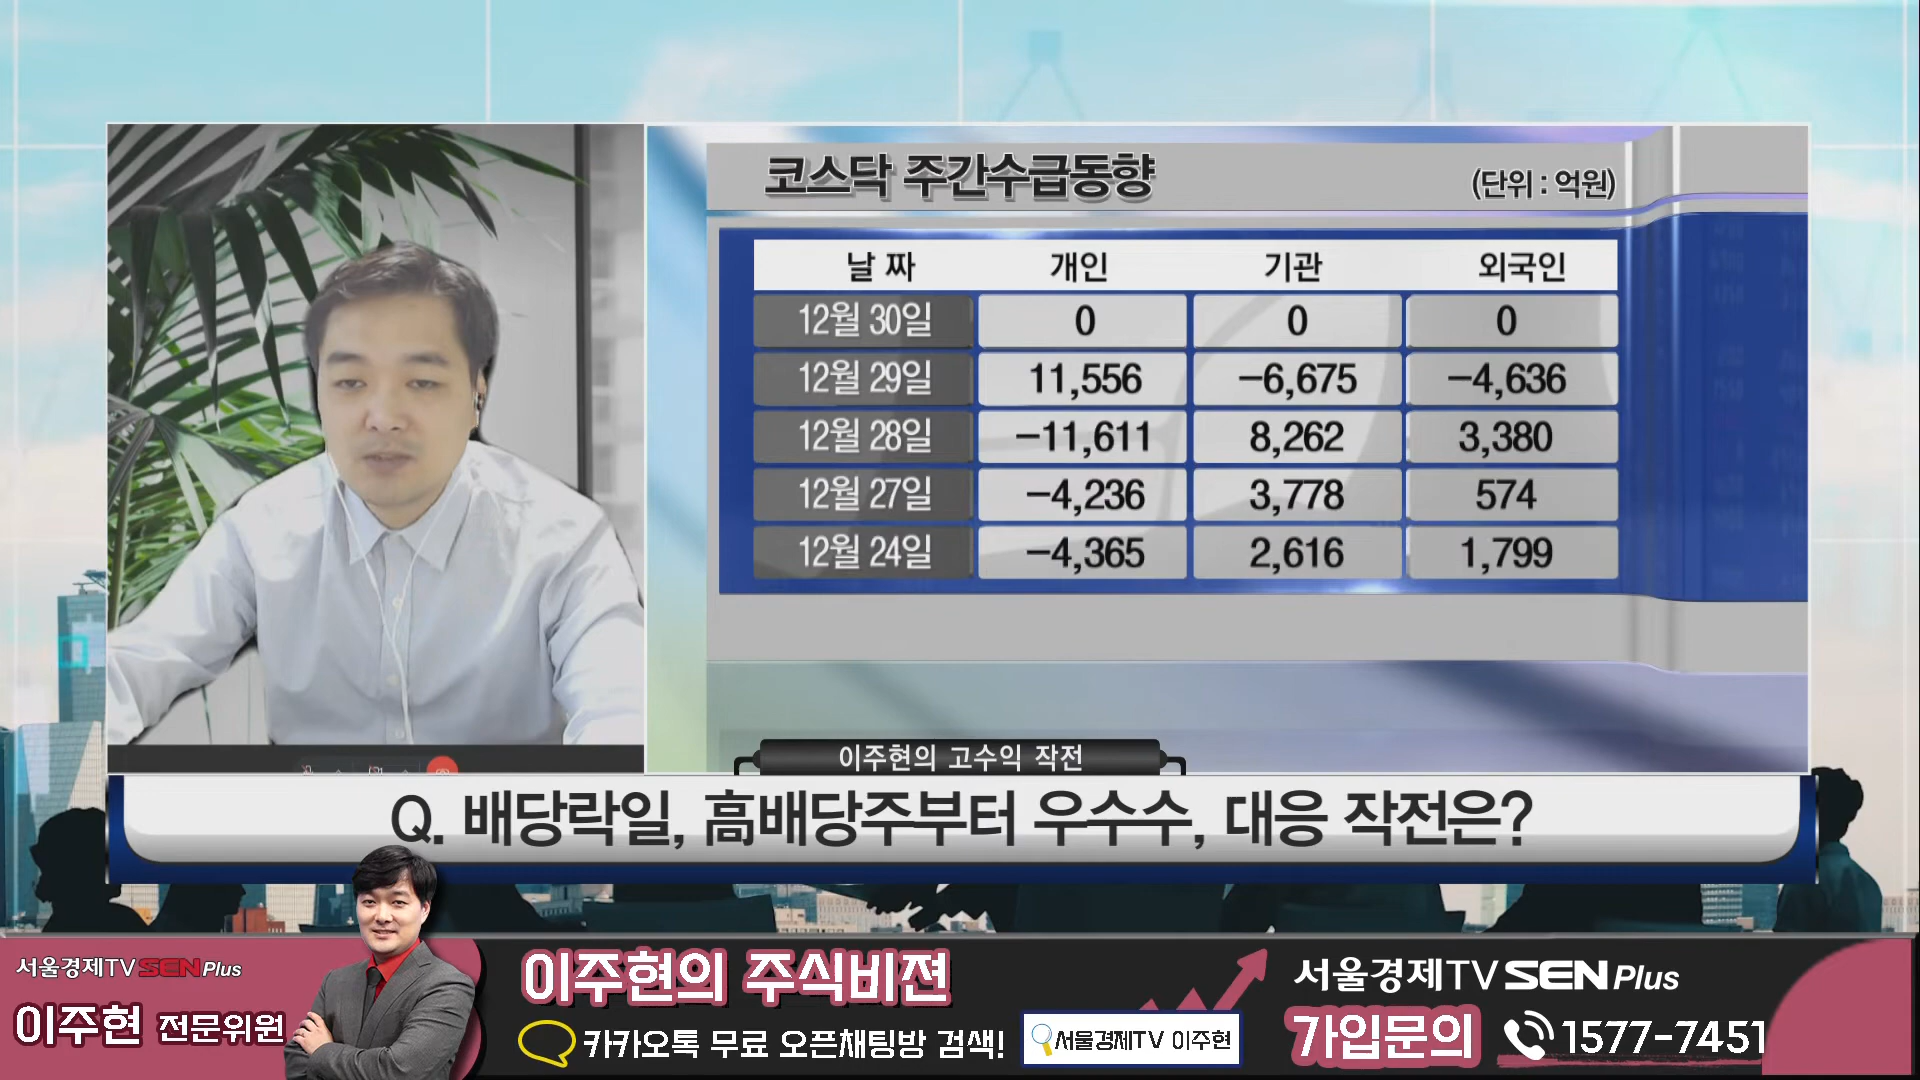 코스닥 주간수급동향
(단위 : 억원)
날 짜 개인 기관 외국인
12월 30일 0 0 0
12월 29일 11,556 −6,675 −4,636
12월 28일 −11,611 8,262 3,380
12월 27일 −4,236 3,778 574
12월 24일 −4,365 2,616 1,799
이주현의 고수익 작전
Q. 배당락일, 高배당주부터 우수수, 대응 작전은?
서울경제TV SEN Plus
이주현 전문위원
이주현의 주식비젼
카카오톡 무료 오픈채팅방 검색!
서울경제TV 이주현
서울경제TV SEN Plus
가입문의 1577-7451